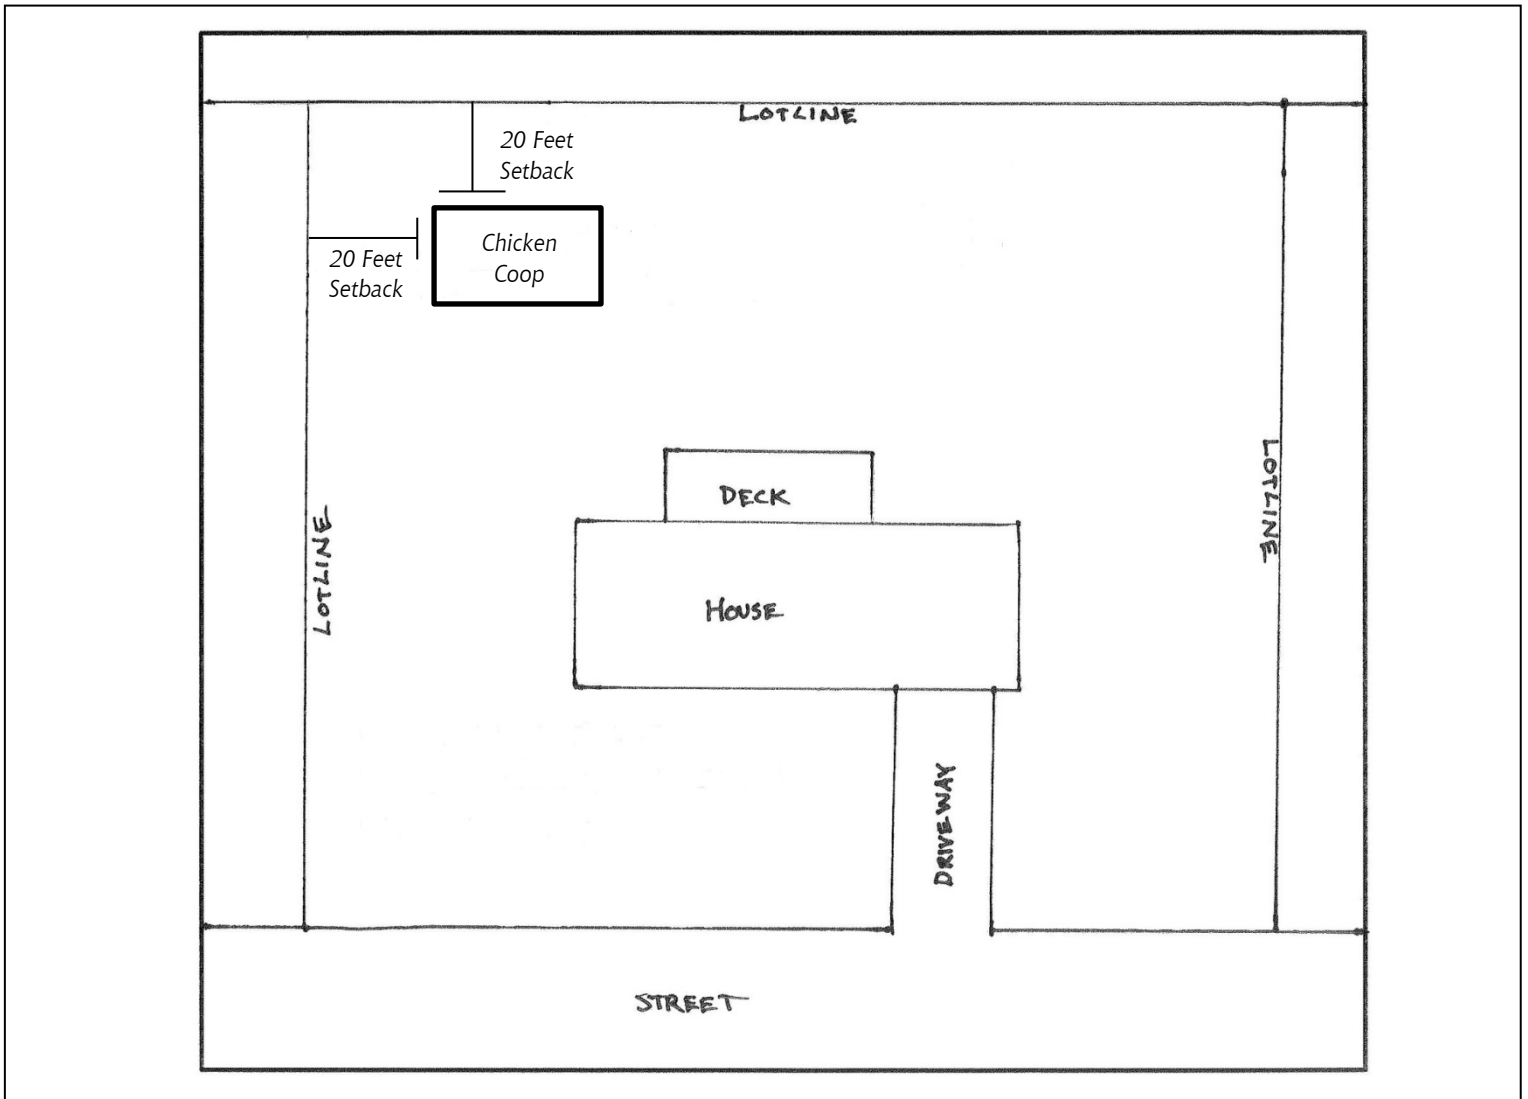 LOTLINE
20 Feet
Setback
Chicken
Coop
20 Feet
Setback
LOTLINE
DECK
LOTLINE
HOUSE
DRIVEWAY
STREET